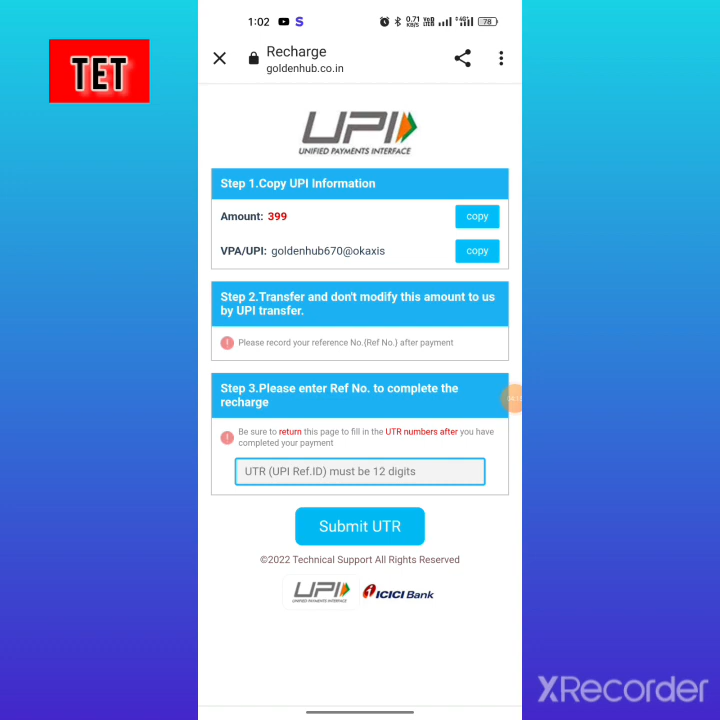 TET
1:02
S
0.71 KB/S
4G
78
Recharge
goldenhub.co.in
UPI
UNIFIED PAYMENTS INTERFACE
Step 1.Copy UPI Information
Amount: 399
copy
VPA/UPI: goldenhub670@okaxis
copy
Step 2.Transfer and don't modify this amount to us
by UPI transfer.
! Please record your reference No.(Ref No.) after payment
Step 3.Please enter Ref No. to complete the
recharge
! Be sure to return this page to fill in the UTR numbers after you have
completed your payment
UTR (UPI Ref.ID) must be 12 digits
Submit UTR
©2022 Technical Support All Rights Reserved
UPI
UNIFIED PAYMENTS INTERFACE
ICICI Bank
XRecorder